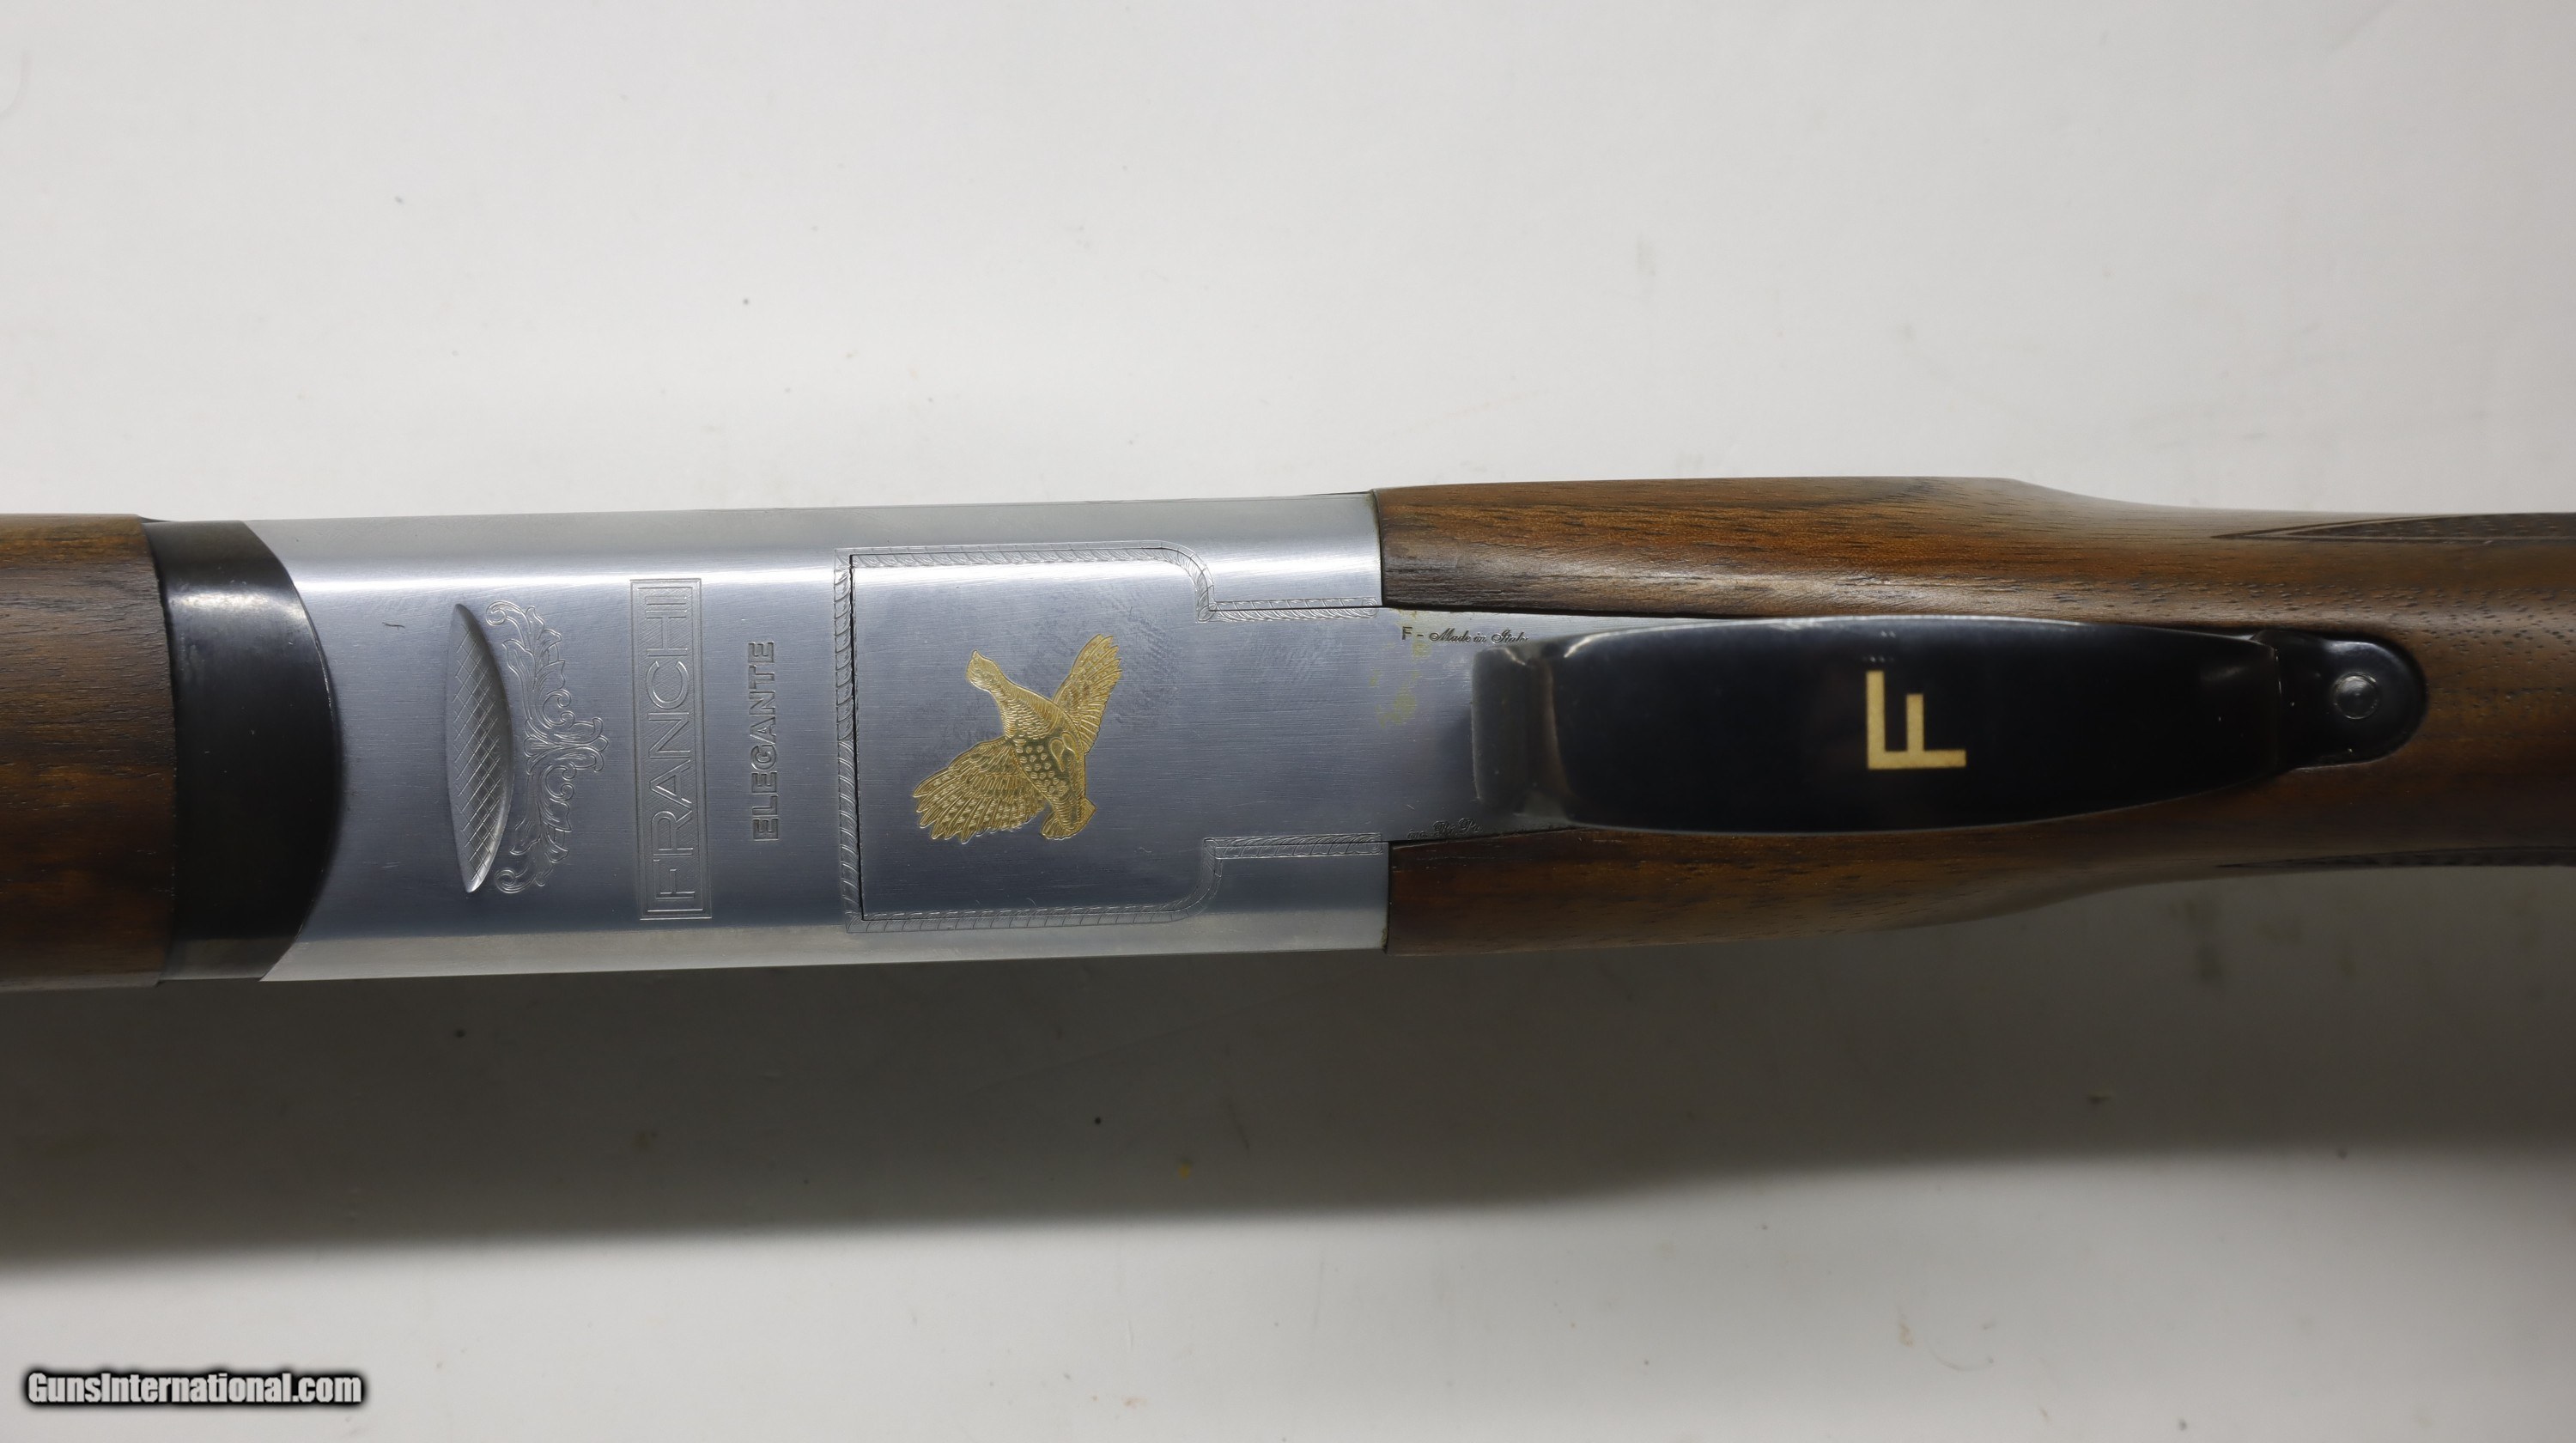 FRANCHI
ELEGANTE
F - Made in Italy
F
GunsInternational.com